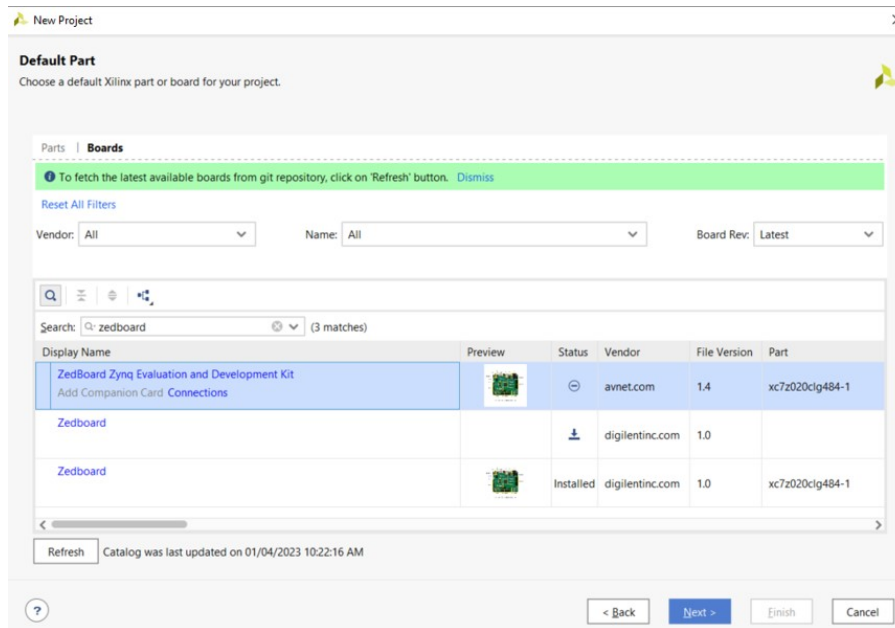 New Project
Default Part
Choose a default Xilinx part or board for your project.
Parts | Boards
To fetch the latest available boards from git repository, click on 'Refresh' button. Dismiss
Reset All Filters
Vendor: All Name: All Board Rev: Latest
Search: zedboard (3 matches)
Display Name Preview Status Vendor File Version Part
ZedBoard Zynq Evaluation and Development Kit
Add Companion Card Connections avnet.com 1.4 xc7z020clg484-1
Zedboard digilentinc.com 1.0
Zedboard Installed digilentinc.com 1.0 xc7z020clg484-1
Refresh Catalog was last updated on 01/04/2023 10:22:16 AM
? < Back Next > Finish Cancel